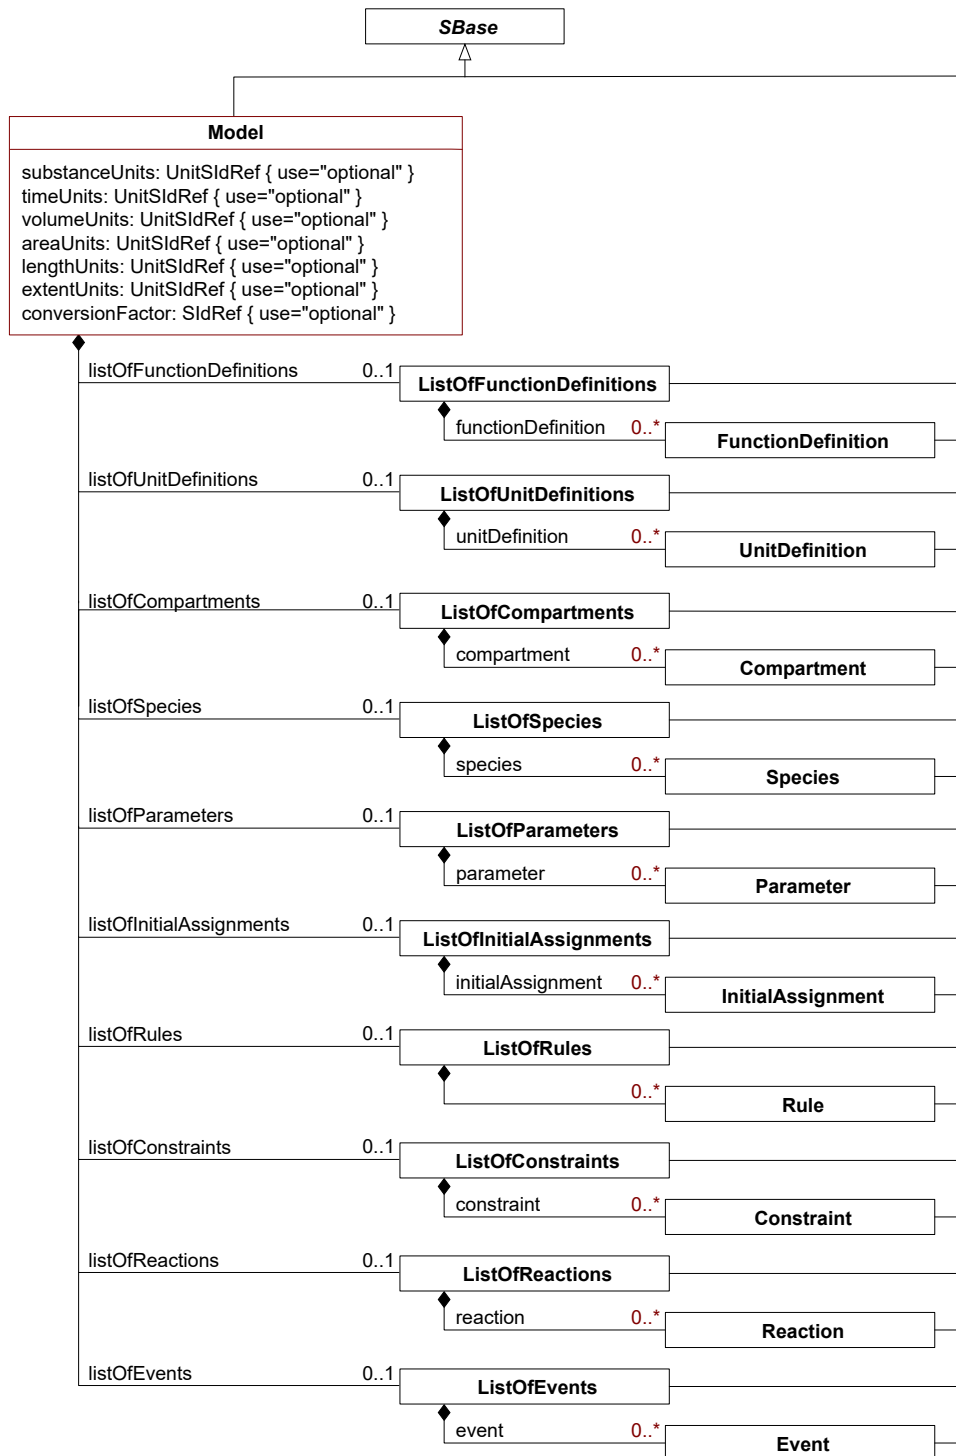 SBase
Model
substanceUnits: UnitSIdRef { use="optional" }
timeUnits: UnitSIdRef { use="optional" }
volumeUnits: UnitSIdRef { use="optional" }
areaUnits: UnitSIdRef { use="optional" }
lengthUnits: UnitSIdRef { use="optional" }
extentUnits: UnitSIdRef { use="optional" }
conversionFactor: SIdRef { use="optional" }
listOfFunctionDefinitions 0..1 ListOfFunctionDefinitions
functionDefinition 0..* FunctionDefinition
listOfUnitDefinitions 0..1 ListOfUnitDefinitions
unitDefinition 0..* UnitDefinition
listOfCompartments 0..1 ListOfCompartments
compartment 0..* Compartment
listOfSpecies 0..1 ListOfSpecies
species 0..* Species
listOfParameters 0..1 ListOfParameters
parameter 0..* Parameter
listOfInitialAssignments 0..1 ListOfInitialAssignments
initialAssignment 0..* InitialAssignment
listOfRules 0..1 ListOfRules
0..* Rule
listOfConstraints 0..1 ListOfConstraints
constraint 0..* Constraint
listOfReactions 0..1 ListOfReactions
reaction 0..* Reaction
listOfEvents 0..1 ListOfEvents
event 0..* Event